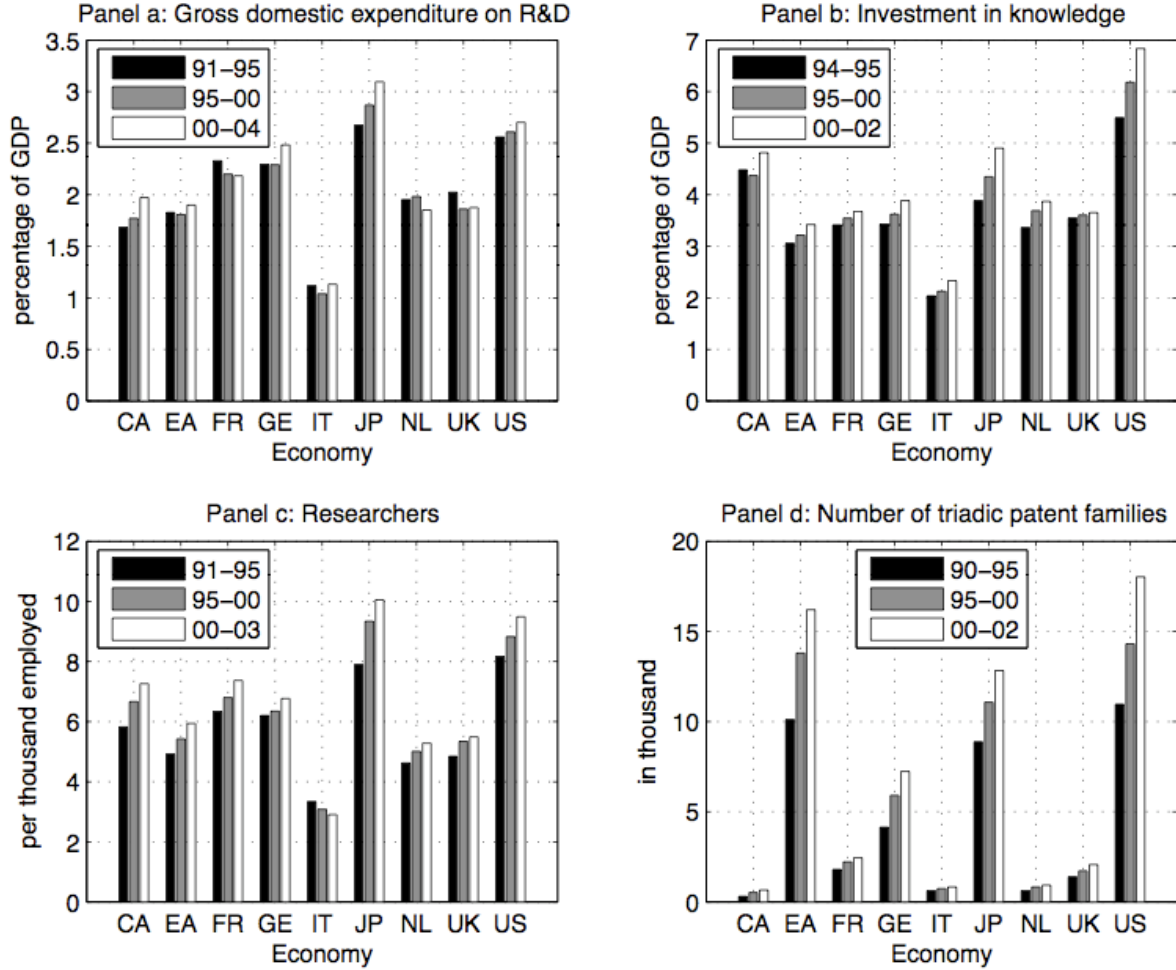 Panel a: Gross domestic expenditure on R&D
percentage of GDP
3.5
3
2.5
2
1.5
1
0.5
0
91−95
95−00
00−04
CA EA FR GE IT JP NL UK US
Economy
Panel b: Investment in knowledge
percentage of GDP
7
6
5
4
3
2
1
0
94−95
95−00
00−02
CA EA FR GE IT JP NL UK US
Economy
Panel c: Researchers
per thousand employed
12
10
8
6
4
2
0
91−95
95−00
00−03
CA EA FR GE IT JP NL UK US
Economy
Panel d: Number of triadic patent families
in thousand
20
15
10
5
0
90−95
95−00
00−02
CA EA FR GE IT JP NL UK US
Economy